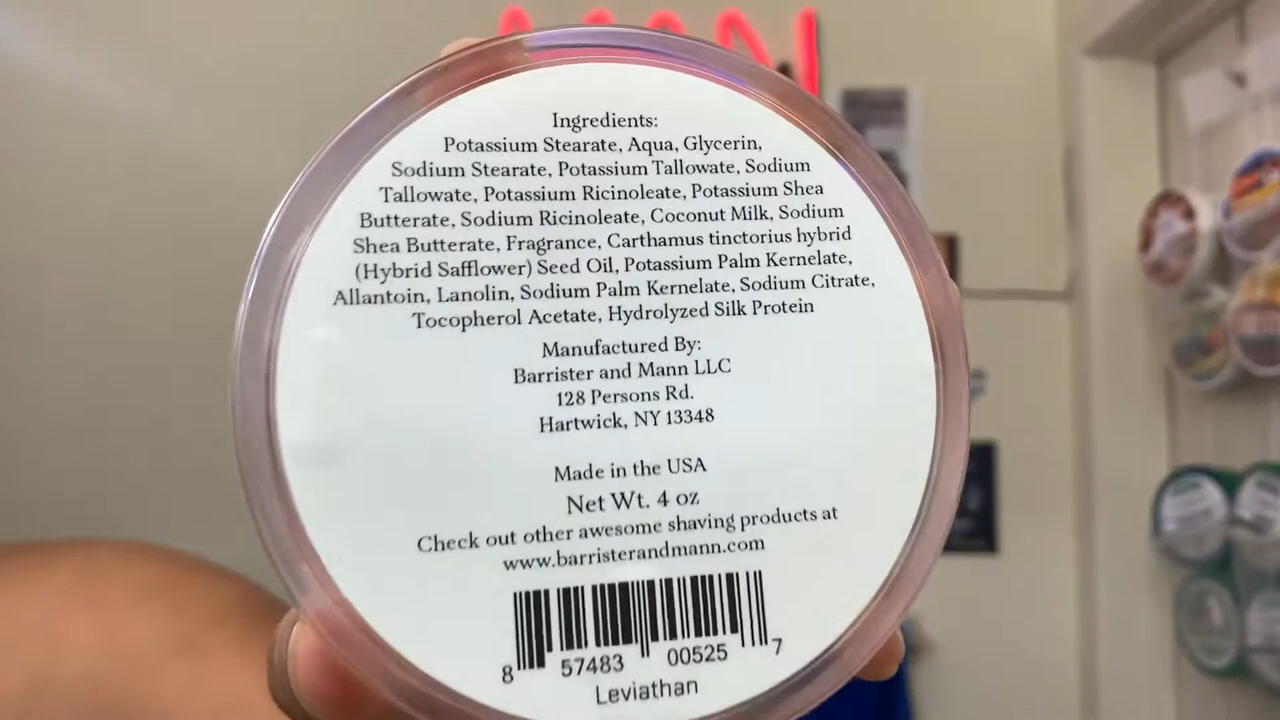 Ingredients:
Potassium Stearate, Aqua, Glycerin,
Sodium Stearate, Potassium Tallowate, Sodium
Tallowate, Potassium Ricinoleate, Potassium Shea
Butterate, Sodium Ricinoleate, Coconut Milk, Sodium
Shea Butterate, Fragrance, Carthamus tinctorius hybrid
(Hybrid Safflower) Seed Oil, Potassium Palm Kernelate,
Allantoin, Lanolin, Sodium Palm Kernelate, Sodium Citrate,
Tocopherol Acetate, Hydrolyzed Silk Protein
Manufactured By:
Barrister and Mann LLC
128 Persons Rd.
Hartwick, NY 13348
Made in the USA
Net Wt. 4 oz
Check out other awesome shaving products at
www.barristerandmann.com
8 57483 00525 7
Leviathan